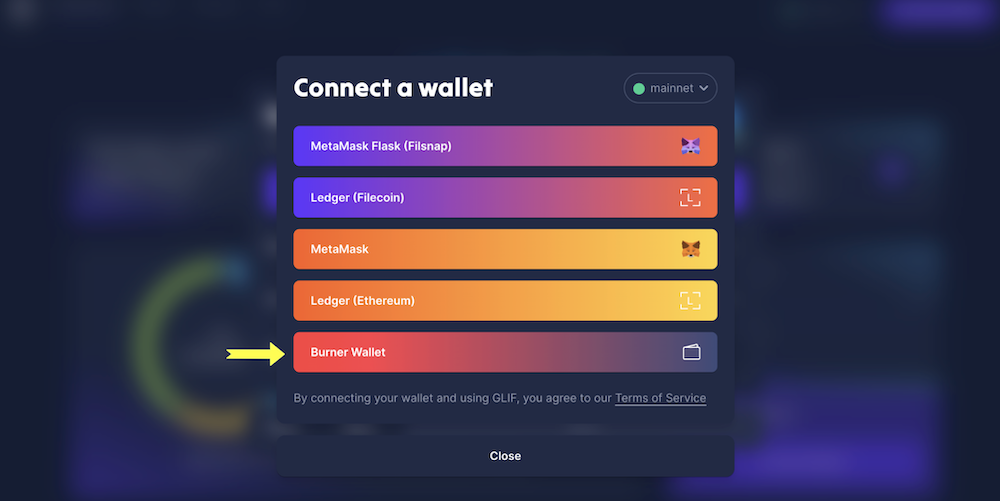 Connect a wallet
mainnet
MetaMask Flask (Filsnap)
Ledger (Filecoin)
L
MetaMask
Ledger (Ethereum)
L
Burner Wallet
By connecting your wallet and using GLIF, you agree to our Terms of Service
Close